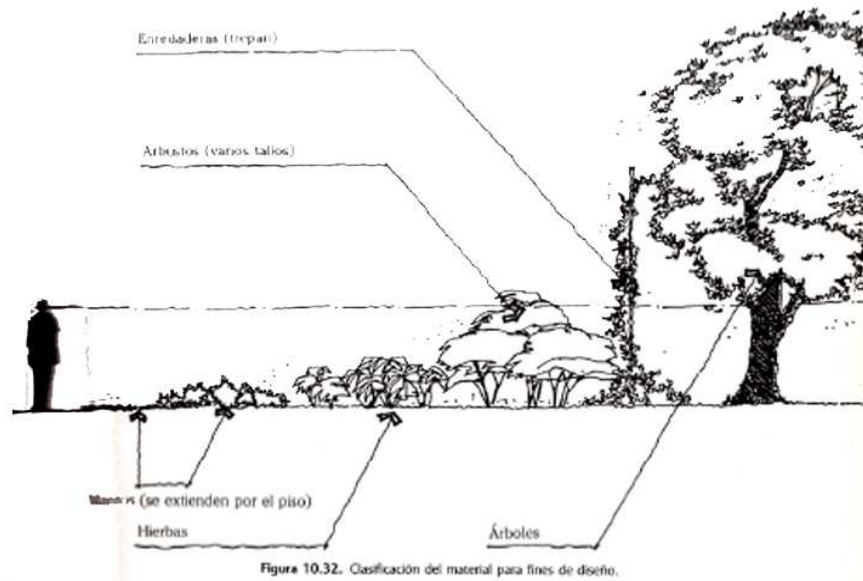 Enredaderas (trepan)
Arbustos (varios tallos)
(se extienden por el piso)
Hierbas
Árboles
Figura 10.32. Clasificación del material para fines de diseño.